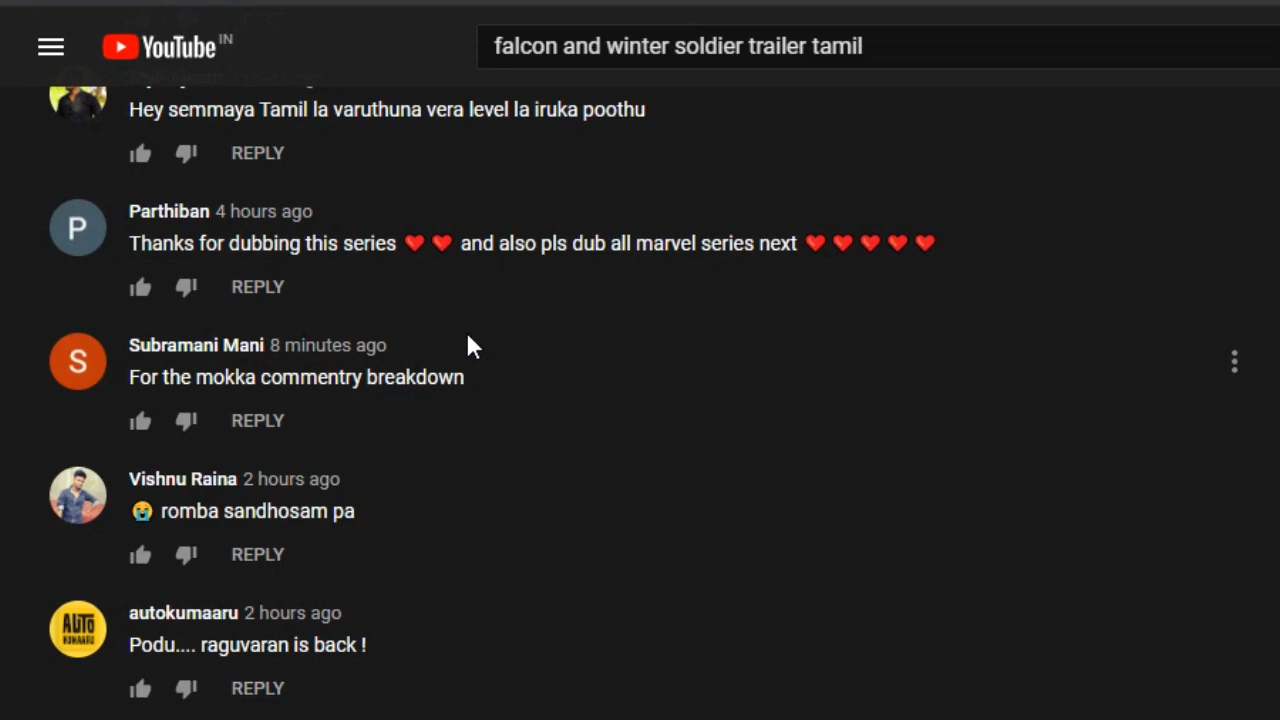 YouTube IN
falcon and winter soldier trailer tamil
Hey semmaya Tamil la varuthuna vera level la iruka poothu
REPLY
Parthiban 4 hours ago
Thanks for dubbing this series ❤️❤️ and also pls dub all marvel series next ❤️❤️❤️❤️❤️
REPLY
Subramani Mani 8 minutes ago
For the mokka commentry breakdown
REPLY
Vishnu Raina 2 hours ago
😭 romba sandhosam pa
REPLY
autokumaaru 2 hours ago
Podu.... raguvaran is back !
REPLY